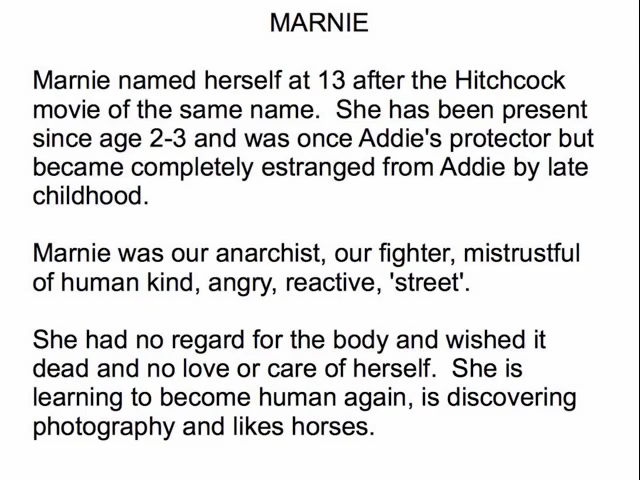 MARNIE
Marnie named herself at 13 after the Hitchcock
movie of the same name.  She has been present
since age 2-3 and was once Addie's protector but
became completely estranged from Addie by late
childhood.
Marnie was our anarchist, our fighter, mistrustful
of human kind, angry, reactive, 'street'.
She had no regard for the body and wished it
dead and no love or care of herself.  She is
learning to become human again, is discovering
photography and likes horses.